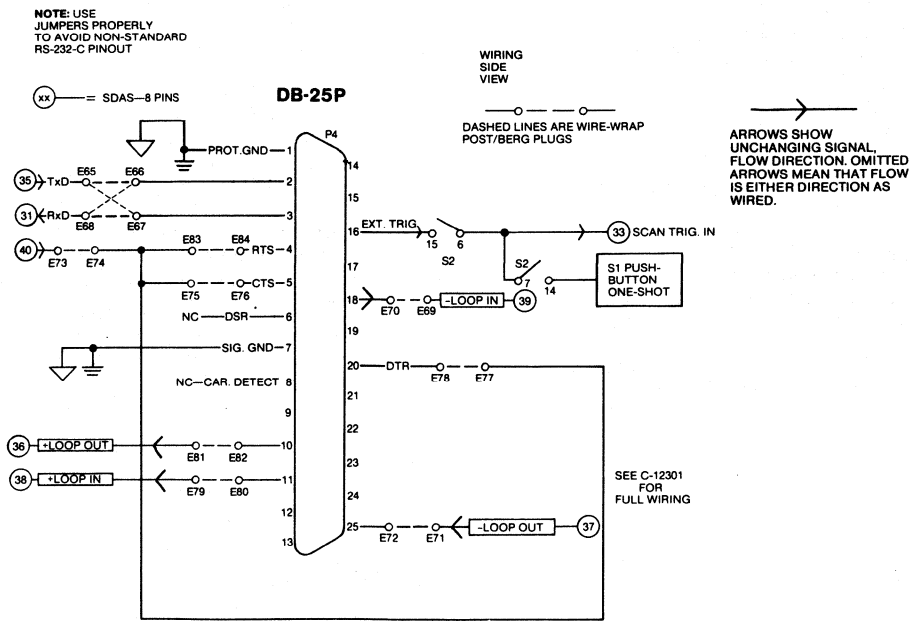 NOTE: USE
JUMPERS PROPERLY
TO AVOID NON-STANDARD
RS-232-C PINOUT
xx = SDAS—8 PINS
DB-25P
WIRING
SIDE
VIEW
DASHED LINES ARE WIRE-WRAP
POST/BERG PLUGS
ARROWS SHOW
UNCHANGING SIGNAL,
FLOW DIRECTION. OMITTED
ARROWS MEAN THAT FLOW
IS EITHER DIRECTION AS
WIRED.
P4
PROT.GND 1
14
35 TxD E65 E66 2
15
31 RxD E68 E67 3
16 EXT. TRIG. 15 6 33 SCAN TRIG. IN
S2
40 E73 E74 E83 E84 RTS 4
17
S2
7 14
S1 PUSH-
BUTTON
ONE-SHOT
E75 E76 CTS 5
18 E70 E69 -LOOP IN 39
NC DSR 6
19
SIG. GND 7
20 DTR E78 E77
NC—CAR. DETECT 8
21
9
22
36 +LOOP OUT E81 E82 10
23
38 +LOOP IN E79 E80 11
24
12
25 E72 E71 -LOOP OUT 37
13
SEE C-12301
FOR
FULL WIRING